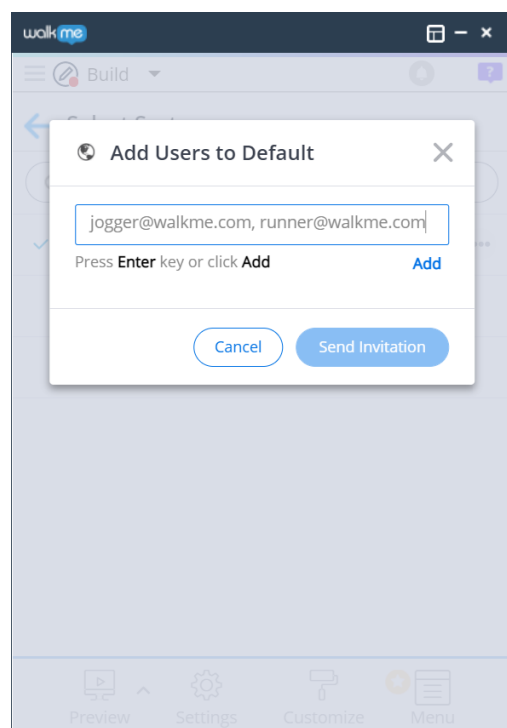 walkme
Build
?
Add Users to Default
jogger@walkme.com, runner@walkme.com
Press Enter key or click Add
Add
Cancel
Send Invitation
Preview
Settings
Customize
Menu